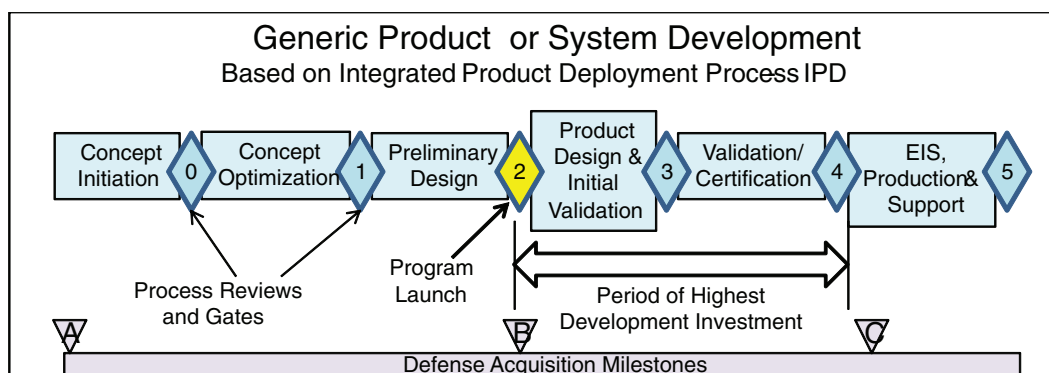 Generic Product or System Development
Based on Integrated Product Deployment Process IPD
Concept
Initiation
0
Concept
Optimization
1
Preliminary
Design
2
Product
Design &
Initial
Validation
3
Validation/
Certification
4
EIS,
Production&
Support
5
Process Reviews
and Gates
Program
Launch
Period of Highest
Development Investment
A
B
C
Defense Acquisition Milestones